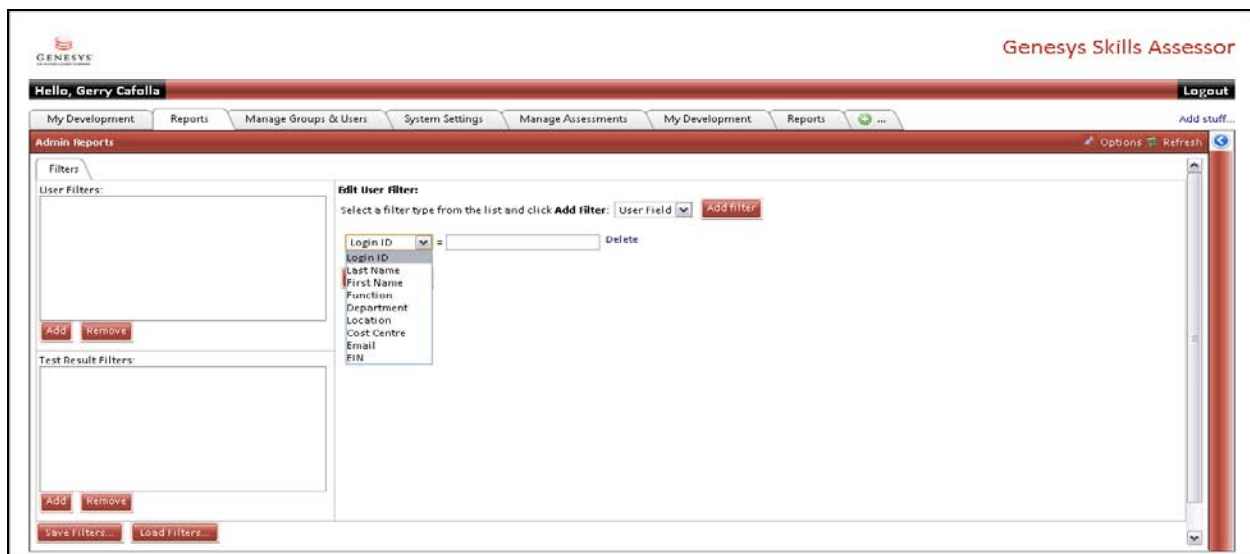 GENESYS
Genesys Skills Assessor
Hello, Gerry Cafolla
Logout
My Development
Reports
Manage Groups & Users
System Settings
Manage Assessments
My Development
Reports
...
Add stuff...
Admin Reports
Options
Refresh
Filters
User Filters:
Edit User Filter:
Select a filter type from the list and click Add Filter: User Field Add filter
Login ID = Delete
Login ID
Last Name
First Name
Function
Department
Location
Cost Centre
Email
EIN
Add Remove
Test Result Filters:
Add Remove
Save Filters... Load Filters...